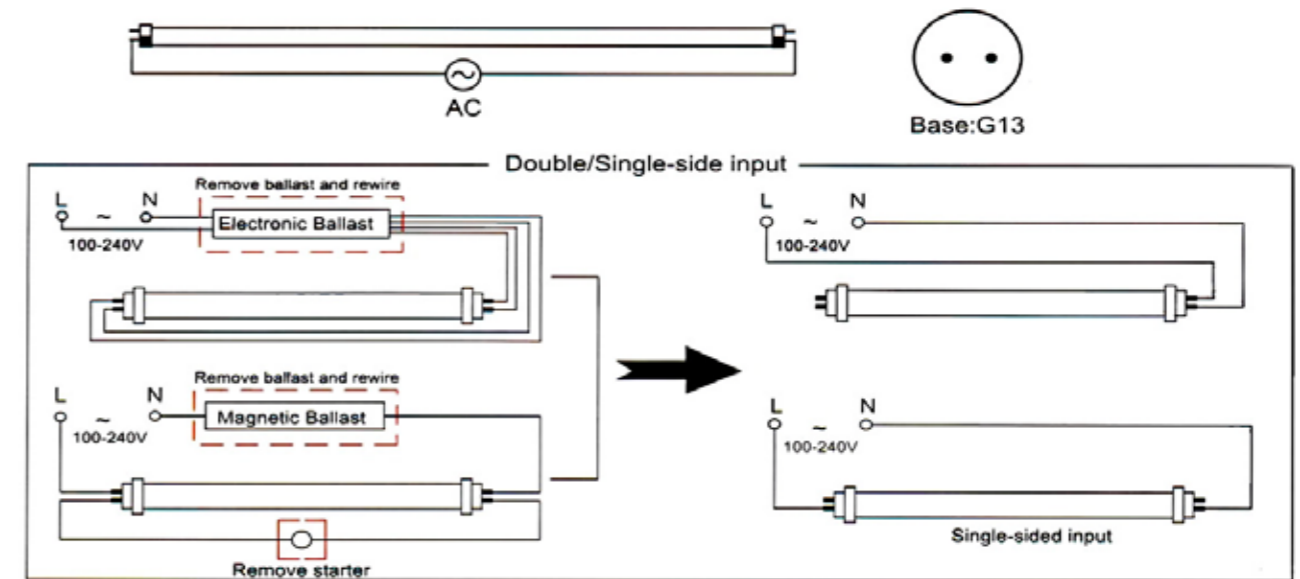 AC
Base:G13
Double/Single-side input
Remove ballast and rewire
L ~ N
Electronic Ballast
100-240V
L ~ N
100-240V
Remove ballast and rewire
L ~ N
Magnetic Ballast
100-240V
Remove starter
L ~ N
100-240V
Single-sided input